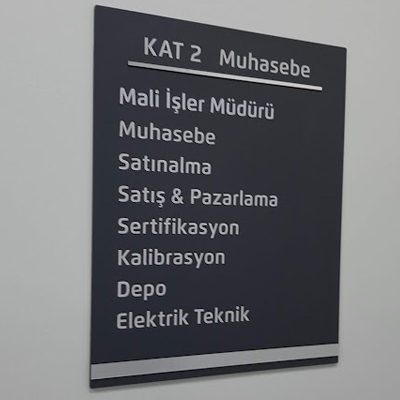 KAT 2 Muhasebe
Mali İşler Müdürü
Muhasebe
Satınalma
Satış & Pazarlama
Sertifikasyon
Kalibrasyon
Depo
Elektrik Teknik